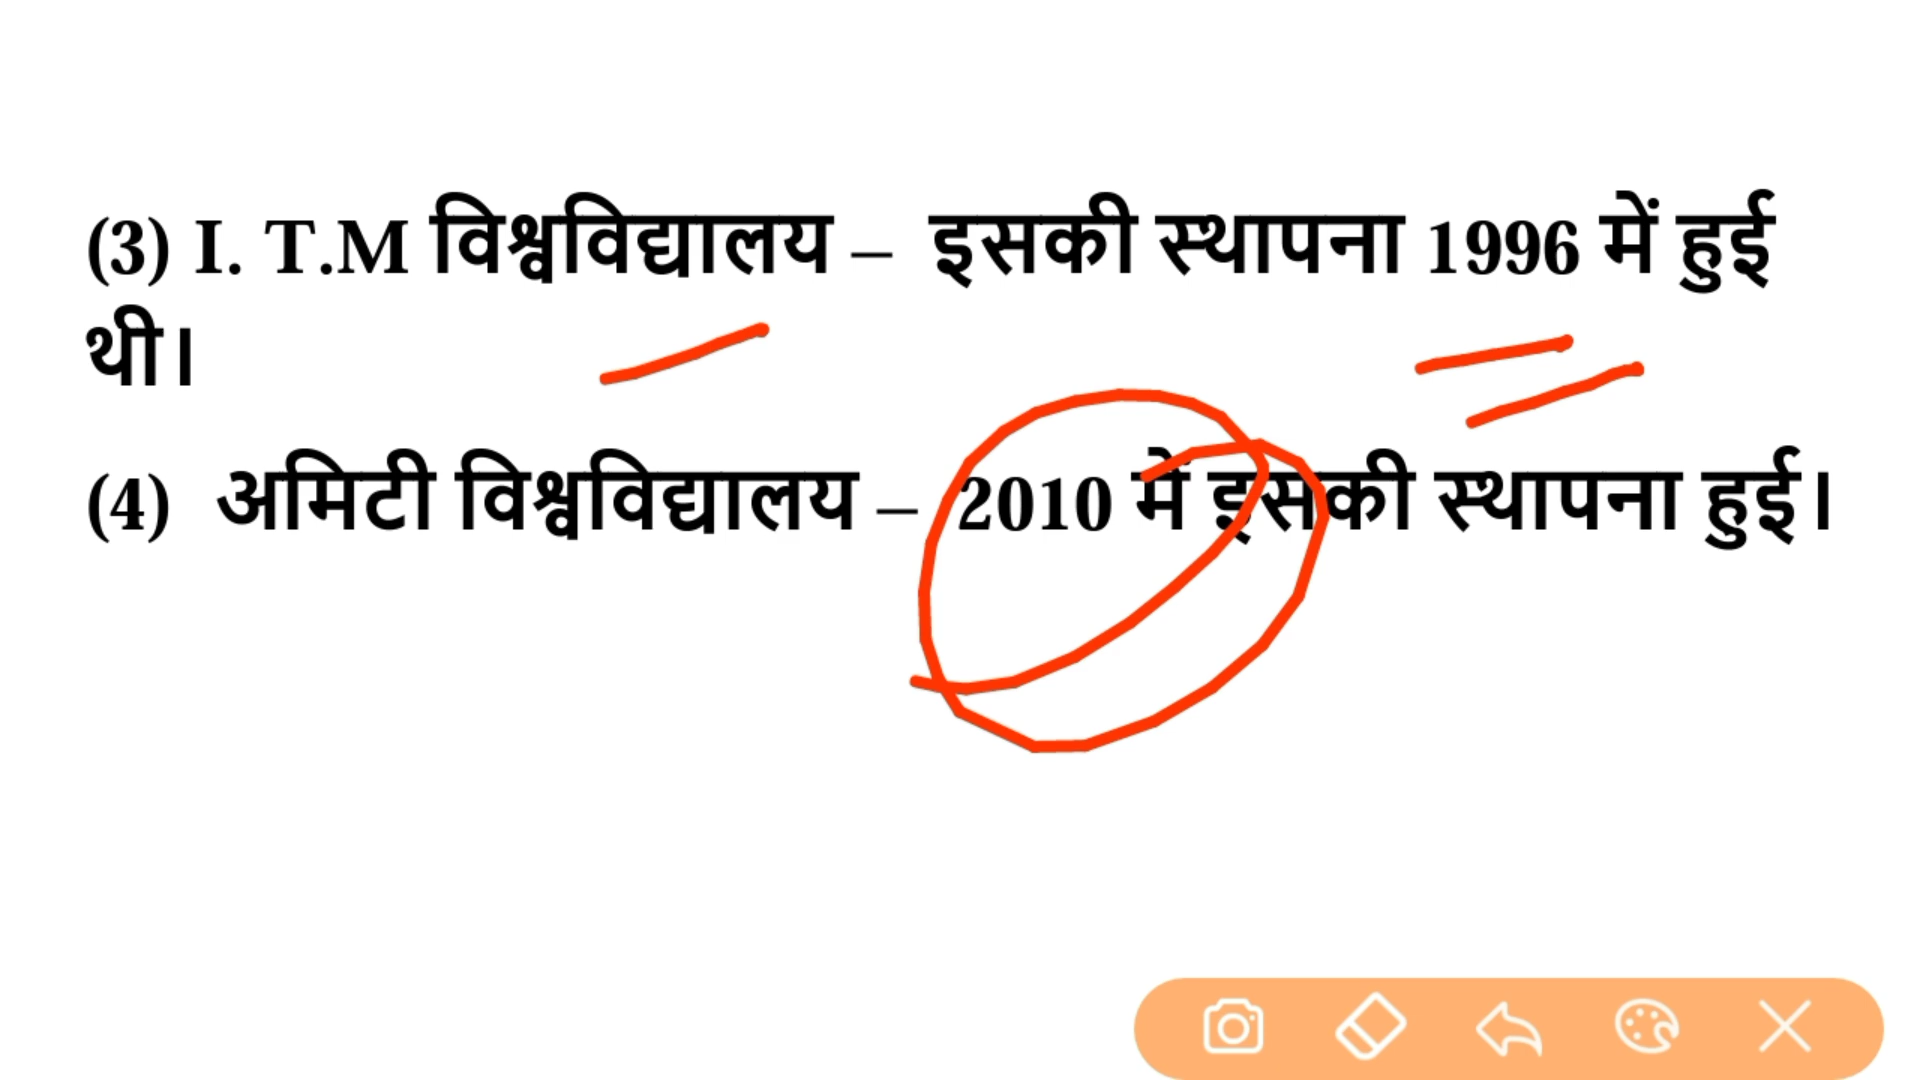 (3) I. T.M विश्वविद्यालय – इसकी स्थापना 1996 में हुई
थी।
(4) अमिटी विश्वविद्यालय – 2010 में इसकी स्थापना हुई।